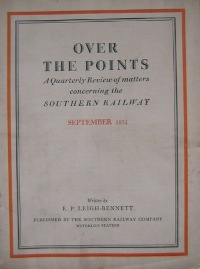 OVER
THE POINTS
A Quarterly Review of matters
concerning the
SOUTHERN RAILWAY
SEPTEMBER 1931
Written by
E. P. LEIGH-BENNETT
PUBLISHED BY THE SOUTHERN RAILWAY COMPANY
WATERLOO STATION